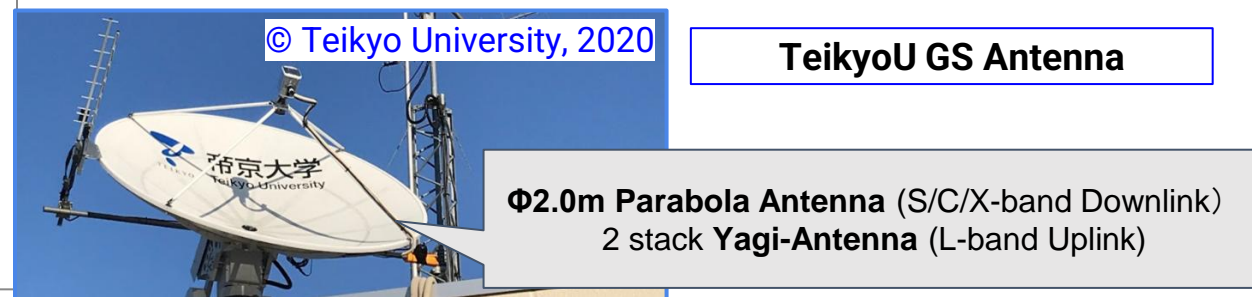 © Teikyo University, 2020
TeikyoU GS Antenna
帝京大学
Teikyo University
TEIKYO
Φ2.0m Parabola Antenna (S/C/X-band Downlink）
2 stack Yagi-Antenna (L-band Uplink)